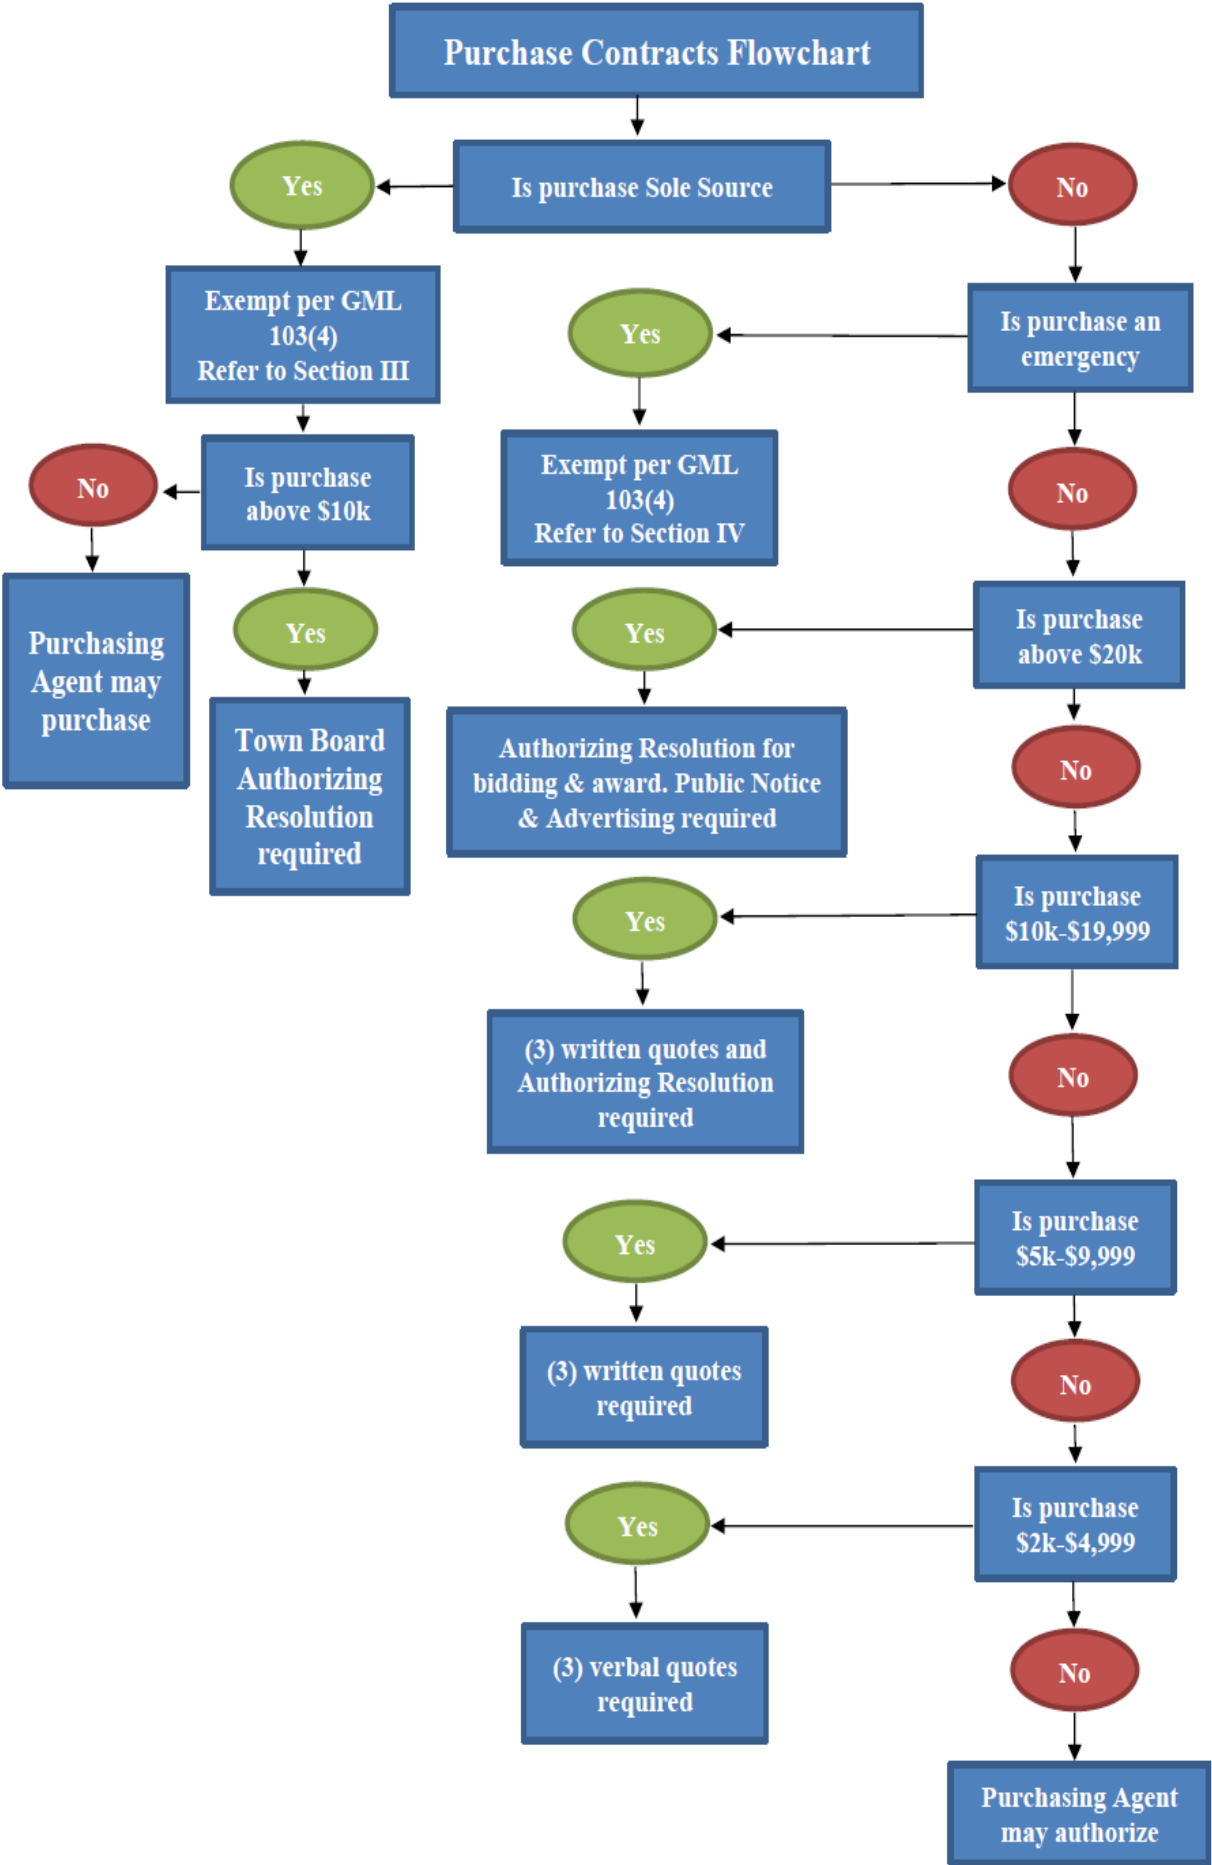 Purchase Contracts Flowchart
Is purchase Sole Source
Yes
No
Exempt per GML
103(4)
Refer to Section III
Is purchase
above $10k
No
Purchasing
Agent may
purchase
Yes
Town Board
Authorizing
Resolution
required
Is purchase an
emergency
Yes
Exempt per GML
103(4)
Refer to Section IV
No
Is purchase
above $20k
Yes
Authorizing Resolution for
bidding & award. Public Notice
& Advertising required
No
Is purchase
$10k-$19,999
Yes
(3) written quotes and
Authorizing Resolution
required
No
Is purchase
$5k-$9,999
Yes
(3) written quotes
required
No
Is purchase
$2k-$4,999
Yes
(3) verbal quotes
required
No
Purchasing Agent
may authorize